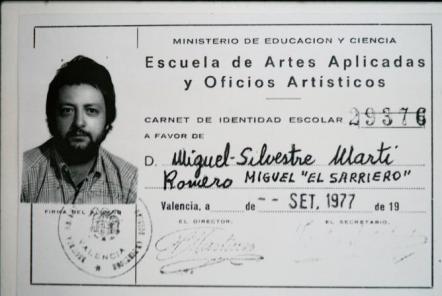 MINISTERIO DE EDUCACION Y CIENCIA
Escuela de Artes Aplicadas
y Oficios Artísticos
CARNET DE IDENTIDAD ESCOLAR 29376
A FAVOR DE
D. Miguel-Silvestre Martí
Romero MIGUEL "EL SARRIERO"
Valencia, a de -- SET. 1977 de 19
EL DIRECTOR, EL SECRETARIO,
FIRMA DEL
VALENCIA